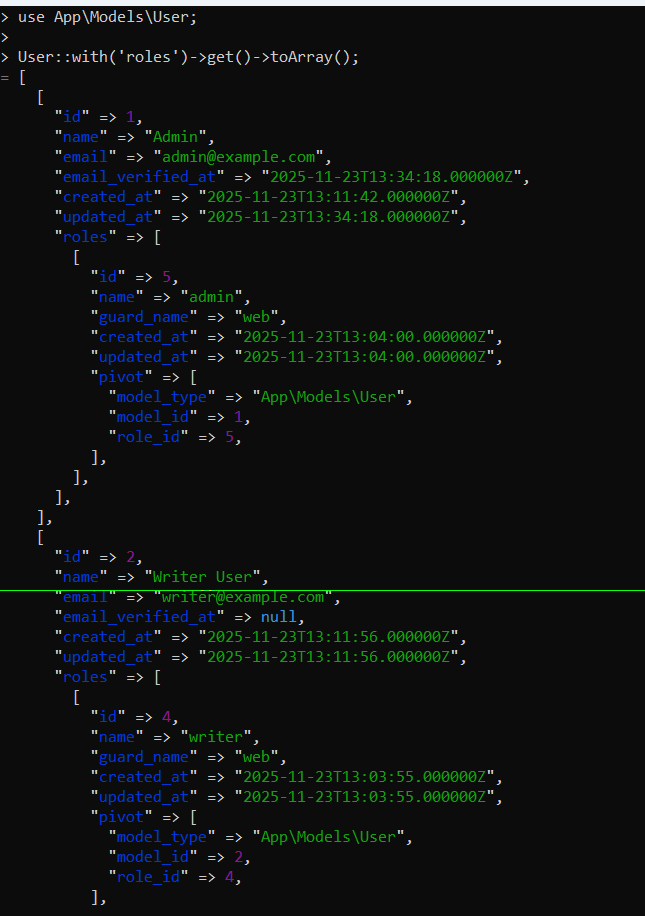 > use App\Models\User;
>
> User::with('roles')->get()->toArray();
= [
    [
      "id" => 1,
      "name" => "Admin",
      "email" => "admin@example.com",
      "email_verified_at" => "2025-11-23T13:34:18.000000Z",
      "created_at" => "2025-11-23T13:11:42.000000Z",
      "updated_at" => "2025-11-23T13:34:18.000000Z",
      "roles" => [
        [
          "id" => 5,
          "name" => "admin",
          "guard_name" => "web",
          "created_at" => "2025-11-23T13:04:00.000000Z",
          "updated_at" => "2025-11-23T13:04:00.000000Z",
          "pivot" => [
            "model_type" => "App\Models\User",
            "model_id" => 1,
            "role_id" => 5,
          ],
        ],
      ],
    ],
    [
      "id" => 2,
      "name" => "Writer User",
      "email" => "writer@example.com",
      "email_verified_at" => null,
      "created_at" => "2025-11-23T13:11:56.000000Z",
      "updated_at" => "2025-11-23T13:11:56.000000Z",
      "roles" => [
        [
          "id" => 4,
          "name" => "writer",
          "guard_name" => "web",
          "created_at" => "2025-11-23T13:03:55.000000Z",
          "updated_at" => "2025-11-23T13:03:55.000000Z",
          "pivot" => [
            "model_type" => "App\Models\User",
            "model_id" => 2,
            "role_id" => 4,
          ],